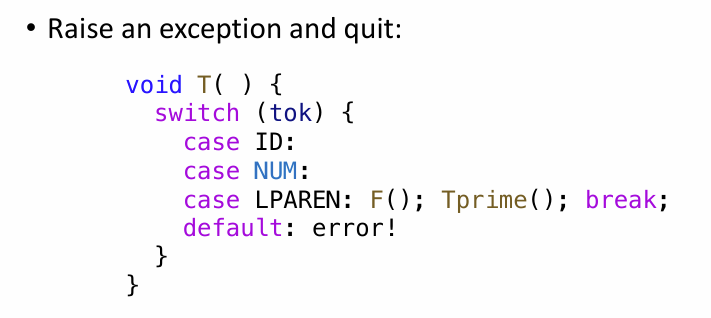 • Raise an exception and quit:
void T( ) {
  switch (tok) {
    case ID:
    case NUM:
    case LPAREN: F(); Tprime(); break;
    default: error!
  }
}